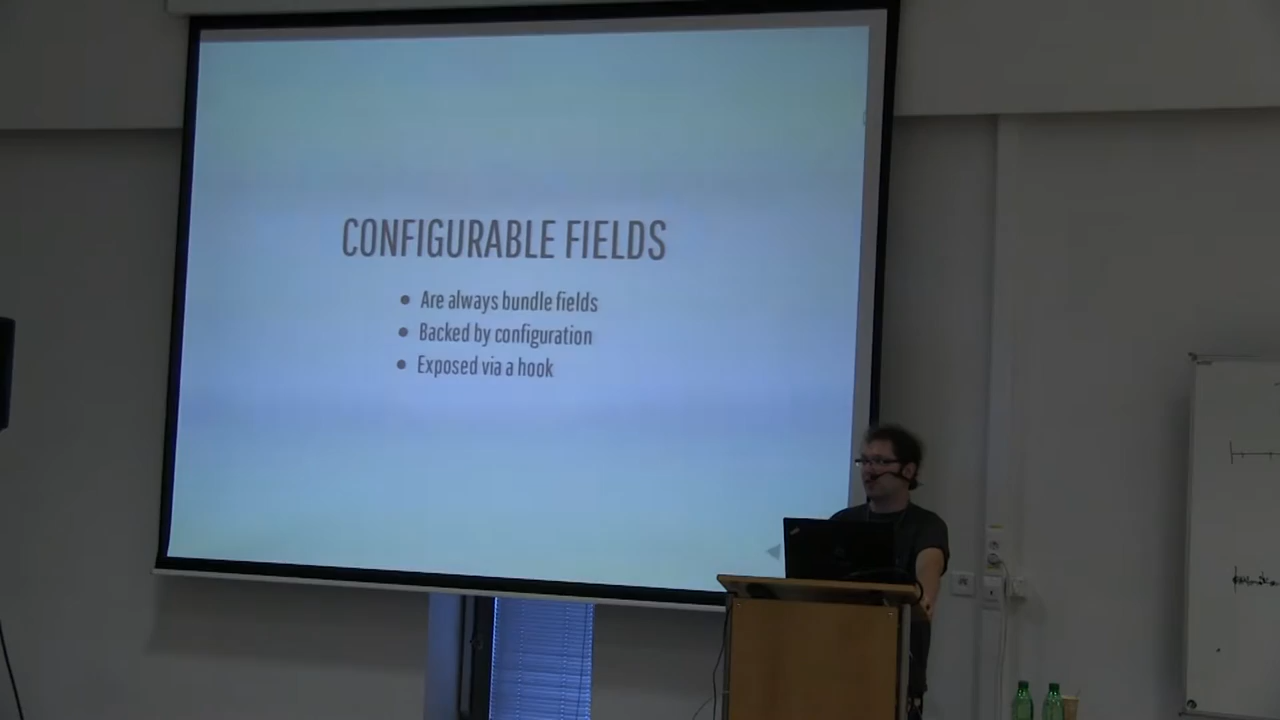 CONFIGURABLE FIELDS
Are always bundle fields
Backed by configuration
Exposed via a hook